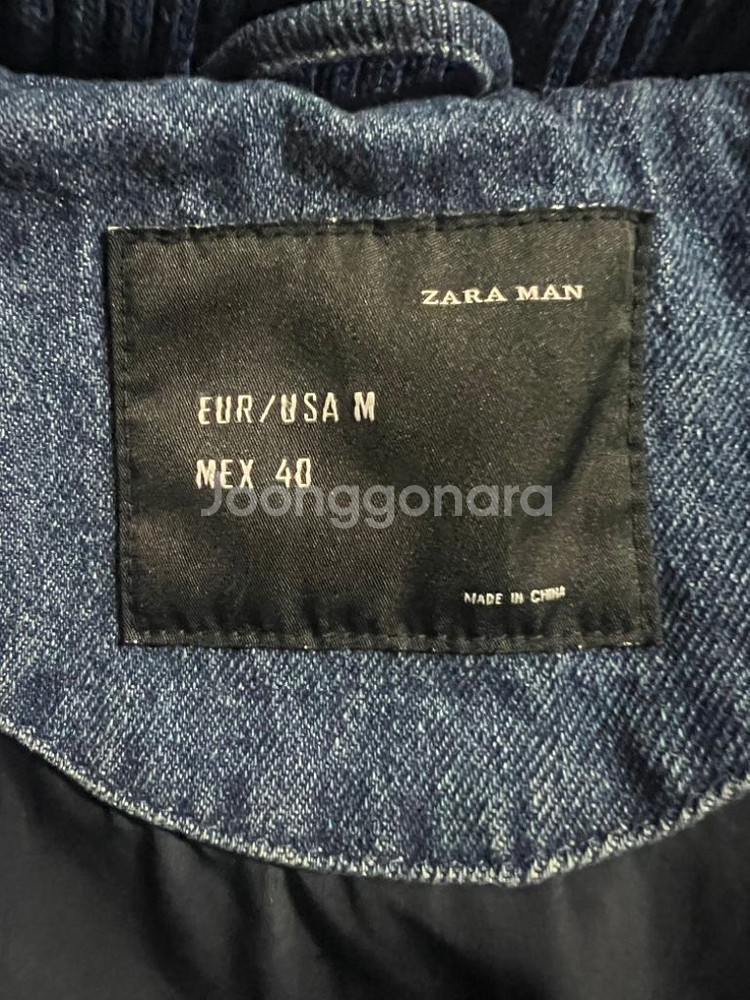 ZARA MAN
EUR/USA M
MEX 40
Joonggonara
MADE IN CHINA